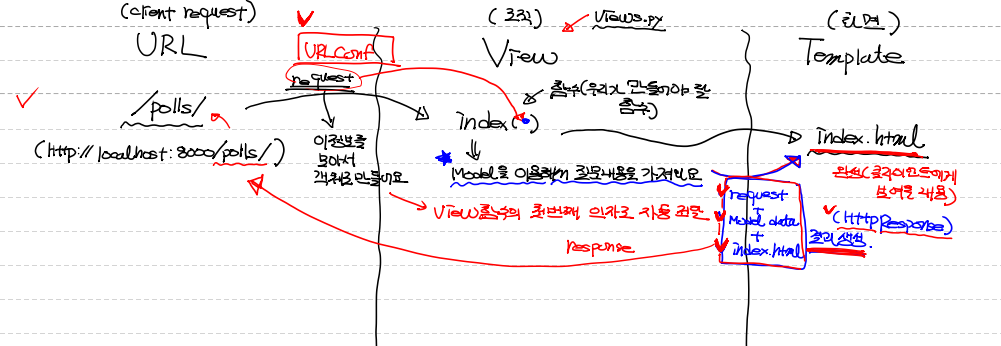 (client request)
URL
URLConf
request
/polls/
(http://localhost:8000/polls/)
이정보를
모아서
객체로만들어요
(로직)
views.py
View
함수(우리가 만들어야 할
함수)
index( )
Model을 이용해서 질문내용을 가져와요
View함수의 첫번째 인자로 자동 전달
response
(화면)
Template
index.html
완성(클라이언트에게
보여줄 내용)
request
+
Model data
+
index.html
(HttpResponse)
결과 생성.